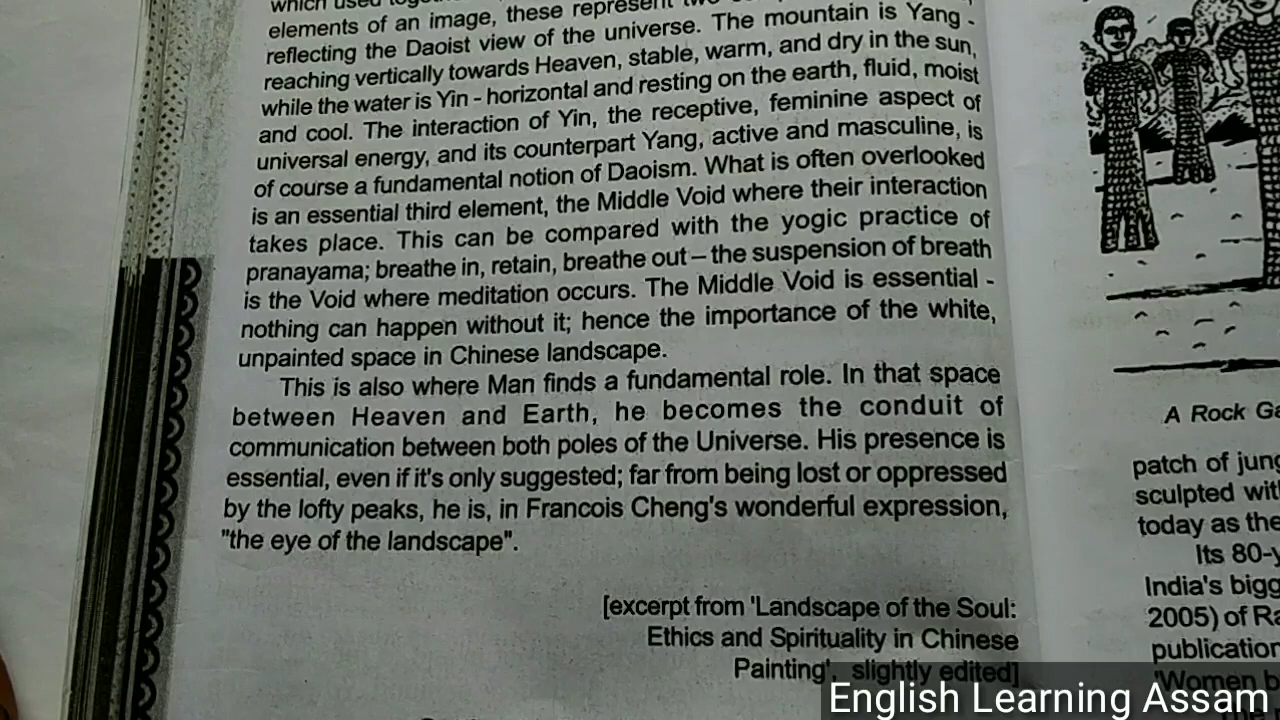 which used
elements of an image, these represent two
reflecting the Daoist view of the universe. The mountain is Yang -
reaching vertically towards Heaven, stable, warm, and dry in the sun,
while the water is Yin - horizontal and resting on the earth, fluid, moist
and cool. The interaction of Yin, the receptive, feminine aspect of
universal energy, and its counterpart Yang, active and masculine, is
of course a fundamental notion of Daoism. What is often overlooked
is an essential third element, the Middle Void where their interaction
takes place. This can be compared with the yogic practice of
pranayama; breathe in, retain, breathe out – the suspension of breath
is the Void where meditation occurs. The Middle Void is essential -
nothing can happen without it; hence the importance of the white,
unpainted space in Chinese landscape.
This is also where Man finds a fundamental role. In that space
between Heaven and Earth, he becomes the conduit of
communication between both poles of the Universe. His presence is
essential, even if it's only suggested; far from being lost or oppressed
by the lofty peaks, he is, in Francois Cheng's wonderful expression,
"the eye of the landscape".
[excerpt from 'Landscape of the Soul:
Ethics and Spirituality in Chinese
Painting', slightly edited]
A Rock
patch of
sculpted
today as the
Its
India's
2005) of
publication
'Women
English Learning Assam